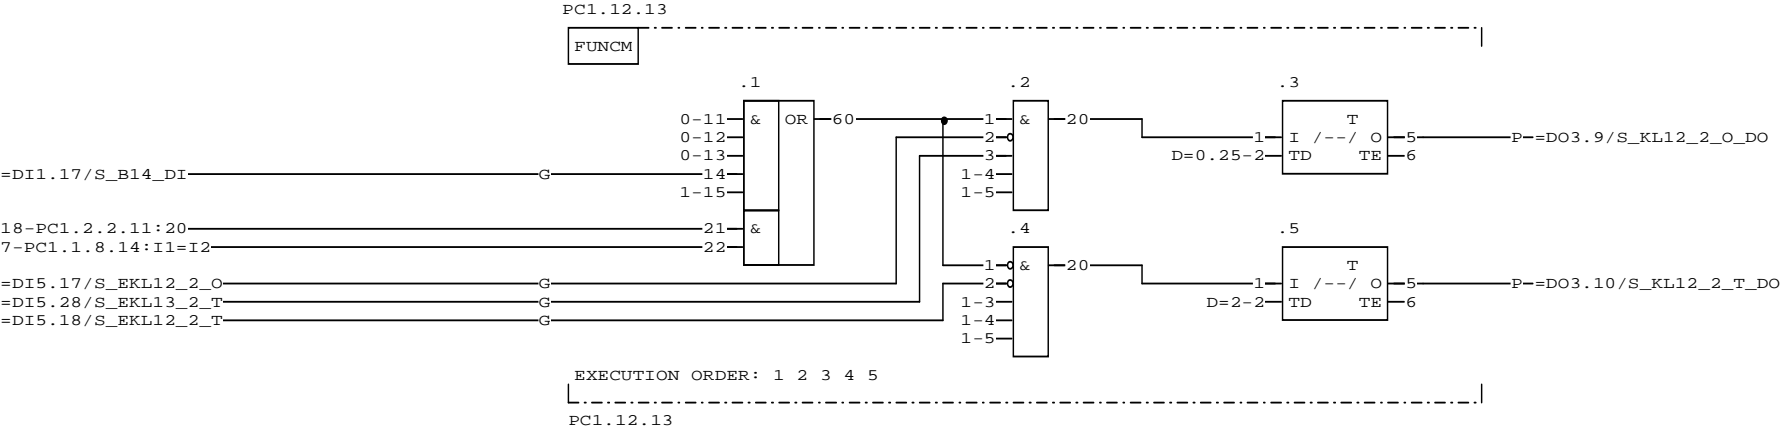 PC1.12.13
FUNCM
.1 .2 .3
0-11 & OR 60 1 & 20 T
0-12 2 1 I /--/ O 5 P-=DO3.9/S_KL12_2_O_DO
0-13 3 D=0.25-2 TD TE 6
=DI1.17/S_B14_DI G 14 1-4
1-15 1-5
18-PC1.2.2.11:20 21 & .4 .5
7-PC1.1.8.14:I1=I2 22
1 & 20 T
=DI5.17/S_EKL12_2_O G 2 1 I /--/ O 5 P-=DO3.10/S_KL12_2_T_DO
=DI5.28/S_EKL13_2_T G 1-3 D=2-2 TD TE 6
=DI5.18/S_EKL12_2_T G 1-4
1-5
EXECUTION ORDER: 1 2 3 4 5
PC1.12.13